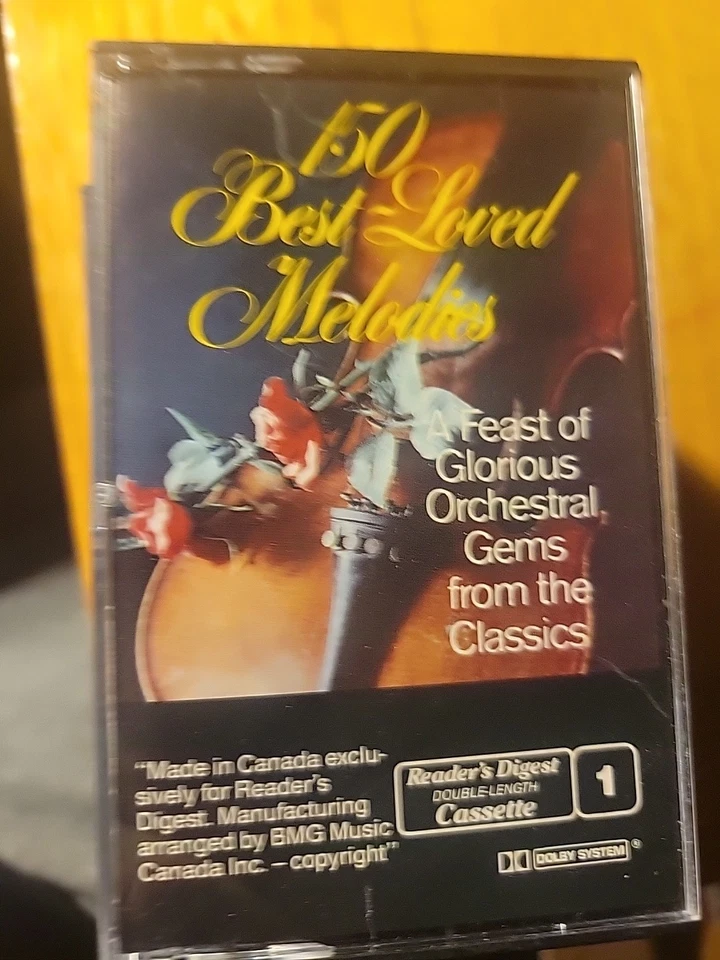 150
Best-Loved
Melodies
A Feast of
Glorious
Orchestral
Gems
from the
Classics
"Made in Canada exclu-
sively for Reader's
Digest. Manufacturing
arranged by BMG Music
Canada Inc. – copyright"
Reader's Digest
DOUBLE-LENGTH
Cassette
1
DOLBY SYSTEM®